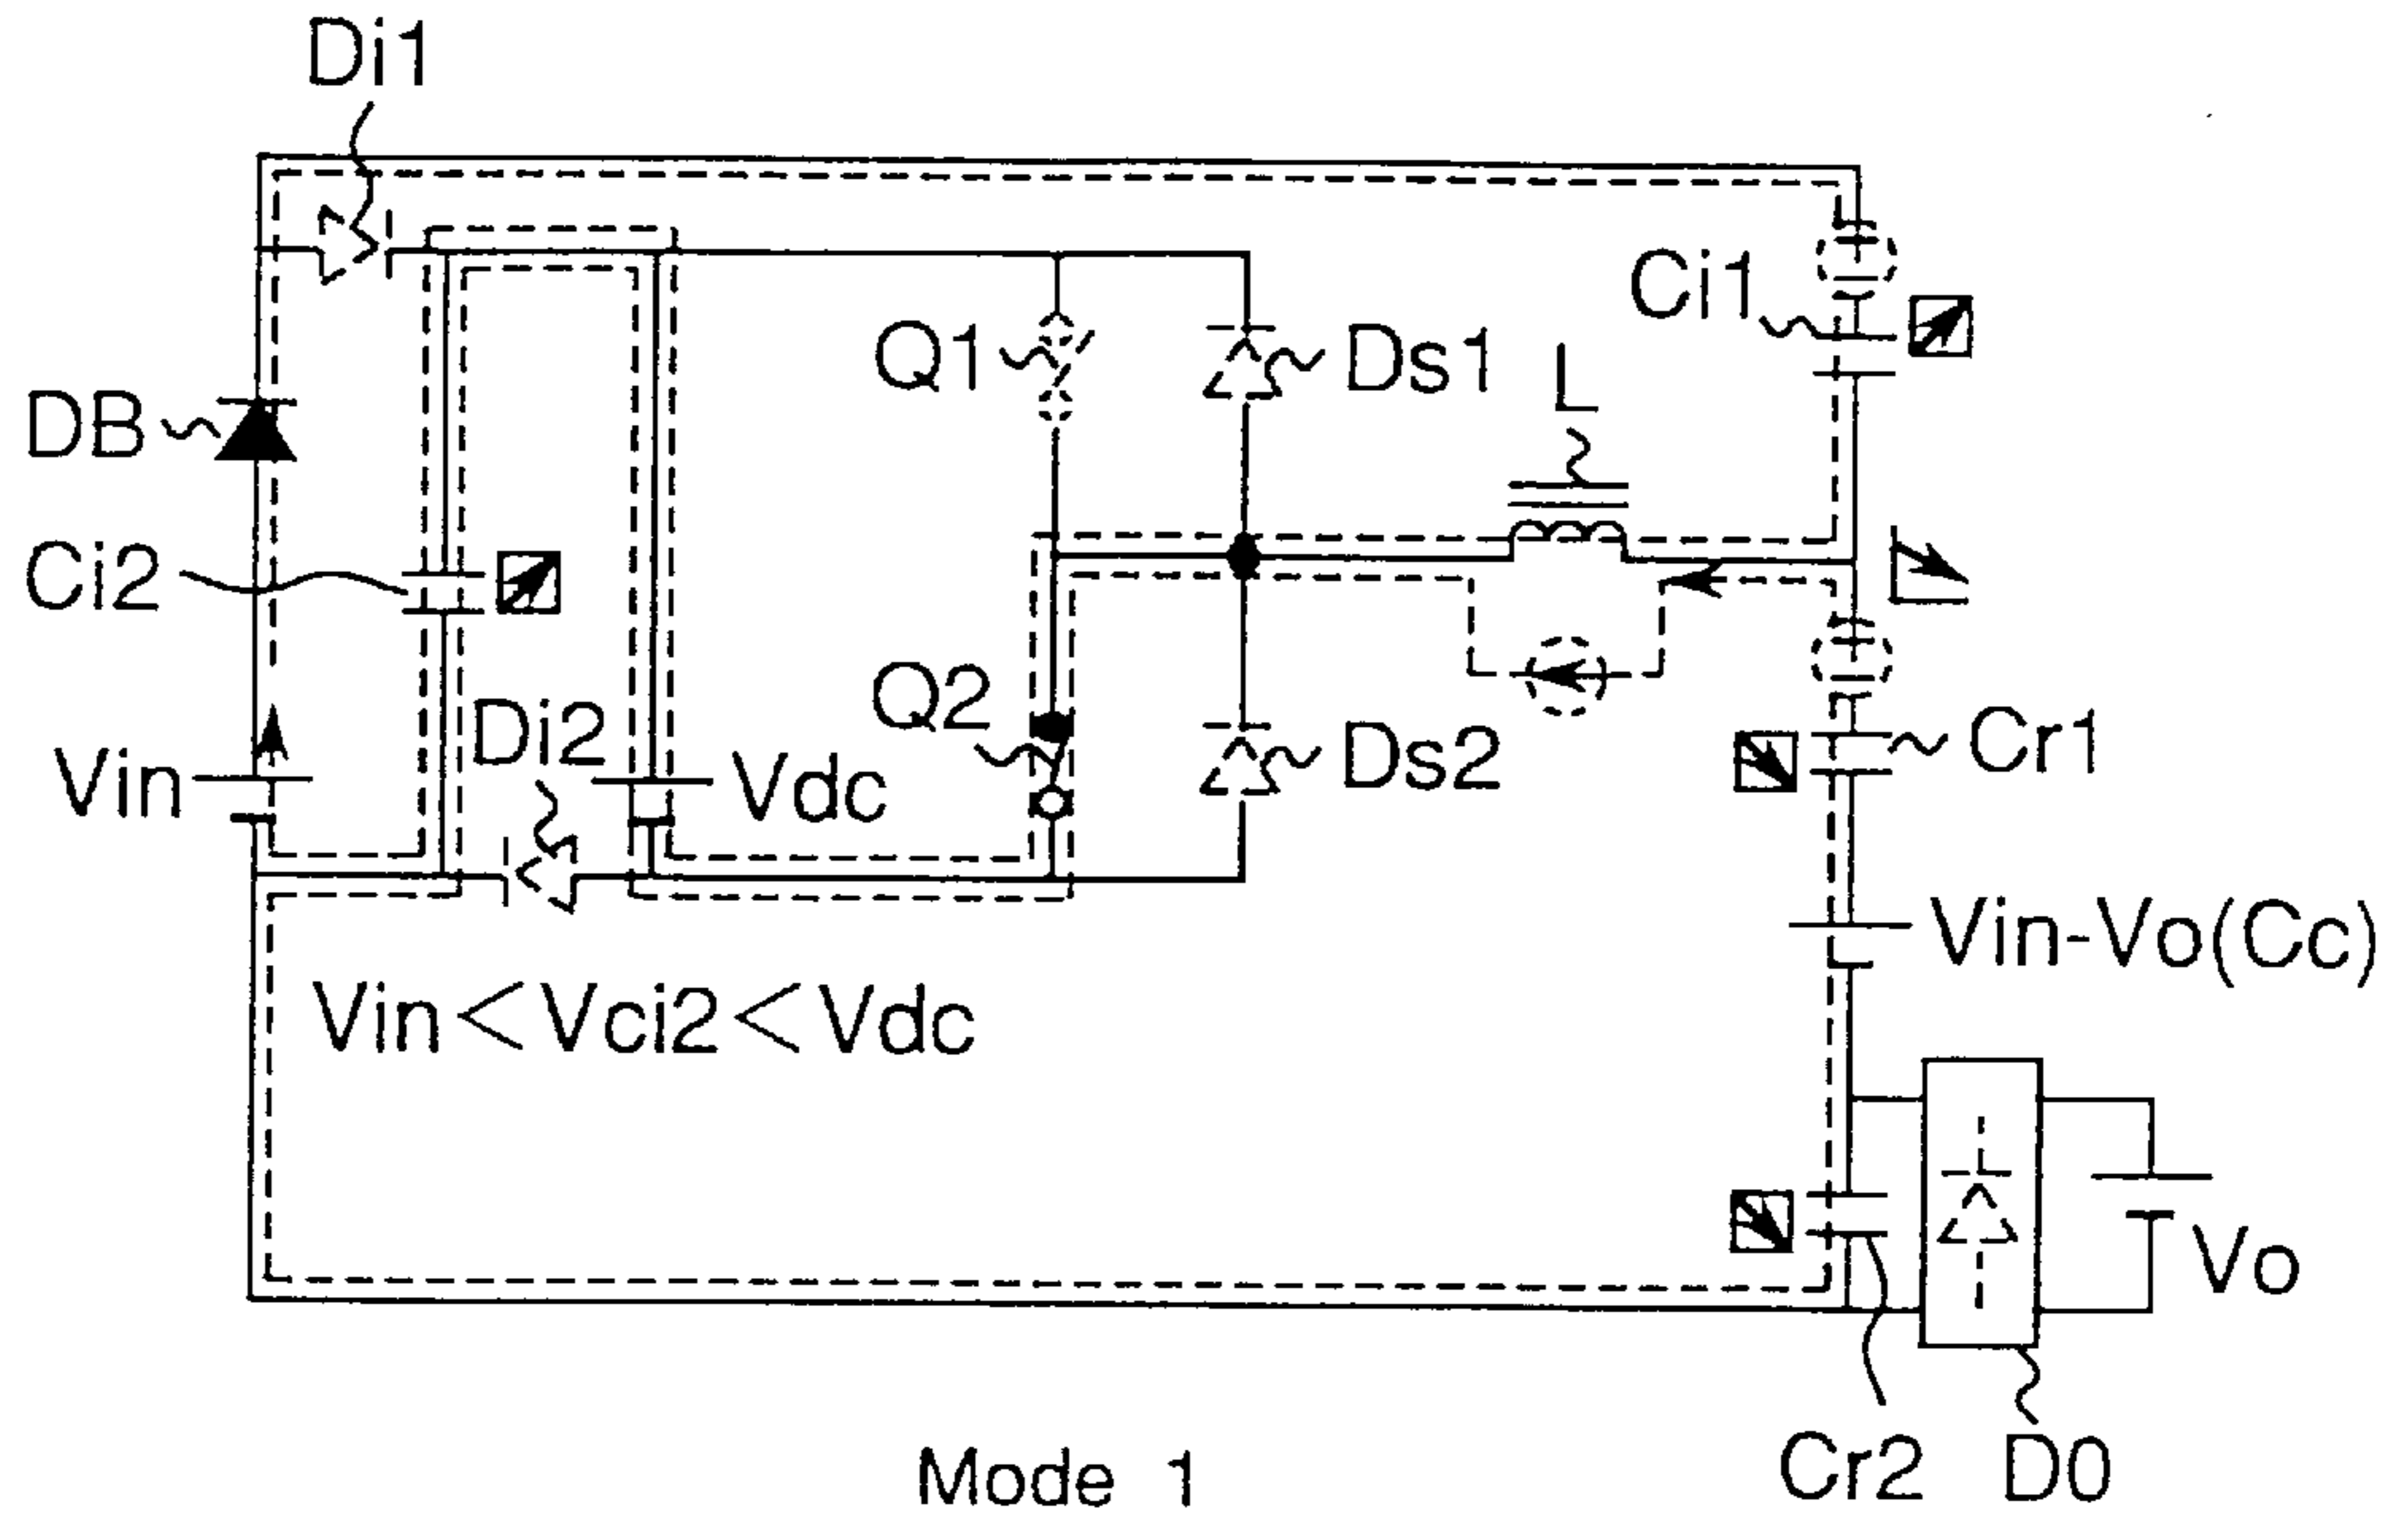 Di1
Ci1
Q1
Ds1
L
DB
Ci2
Q2
Di2
Ds2
Cr1
Vin
Vdc
Vin-Vo(Cc)
Vin<Vci2<Vdc
Vo
Cr2
D0
Mode 1